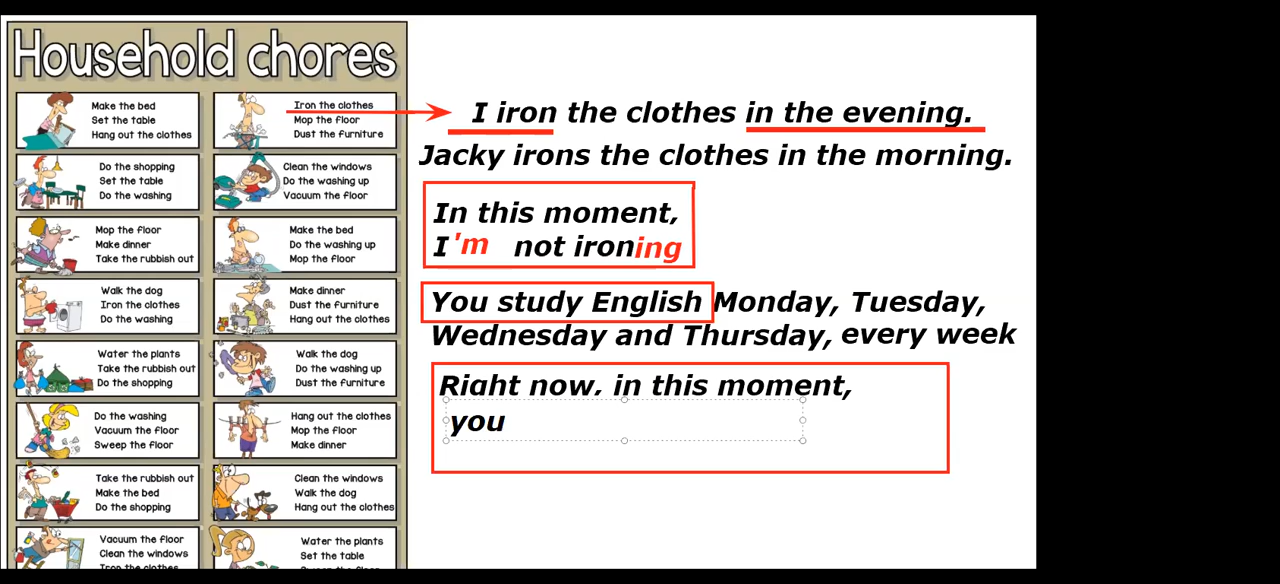 Household chores
Make the bed
Set the table
Hang out the clothes
Iron the clothes
Mop the floor
Dust the furniture
Do the shopping
Set the table
Do the washing
Clean the windows
Do the washing up
Vacuum the floor
Mop the floor
Make dinner
Take the rubbish out
Make the bed
Do the washing up
Mop the floor
Walk the dog
Iron the clothes
Do the washing
Make dinner
Dust the furniture
Hang out the clothes
Water the plants
Take the rubbish out
Do the shopping
Walk the dog
Do the washing up
Dust the furniture
Do the washing
Vacuum the floor
Sweep the floor
Hang out the clothes
Mop the floor
Make dinner
Take the rubbish out
Make the bed
Do the shopping
Clean the windows
Walk the dog
Hang out the clothes
Vacuum the floor
Clean the windows
Iron the clothes
Water the plants
Set the table
Sweep the floor
I iron the clothes in the evening.
Jacky irons the clothes in the morning.
In this moment,
I'm not ironing
You study English Monday, Tuesday,
Wednesday and Thursday, every week
Right now, in this moment,
you